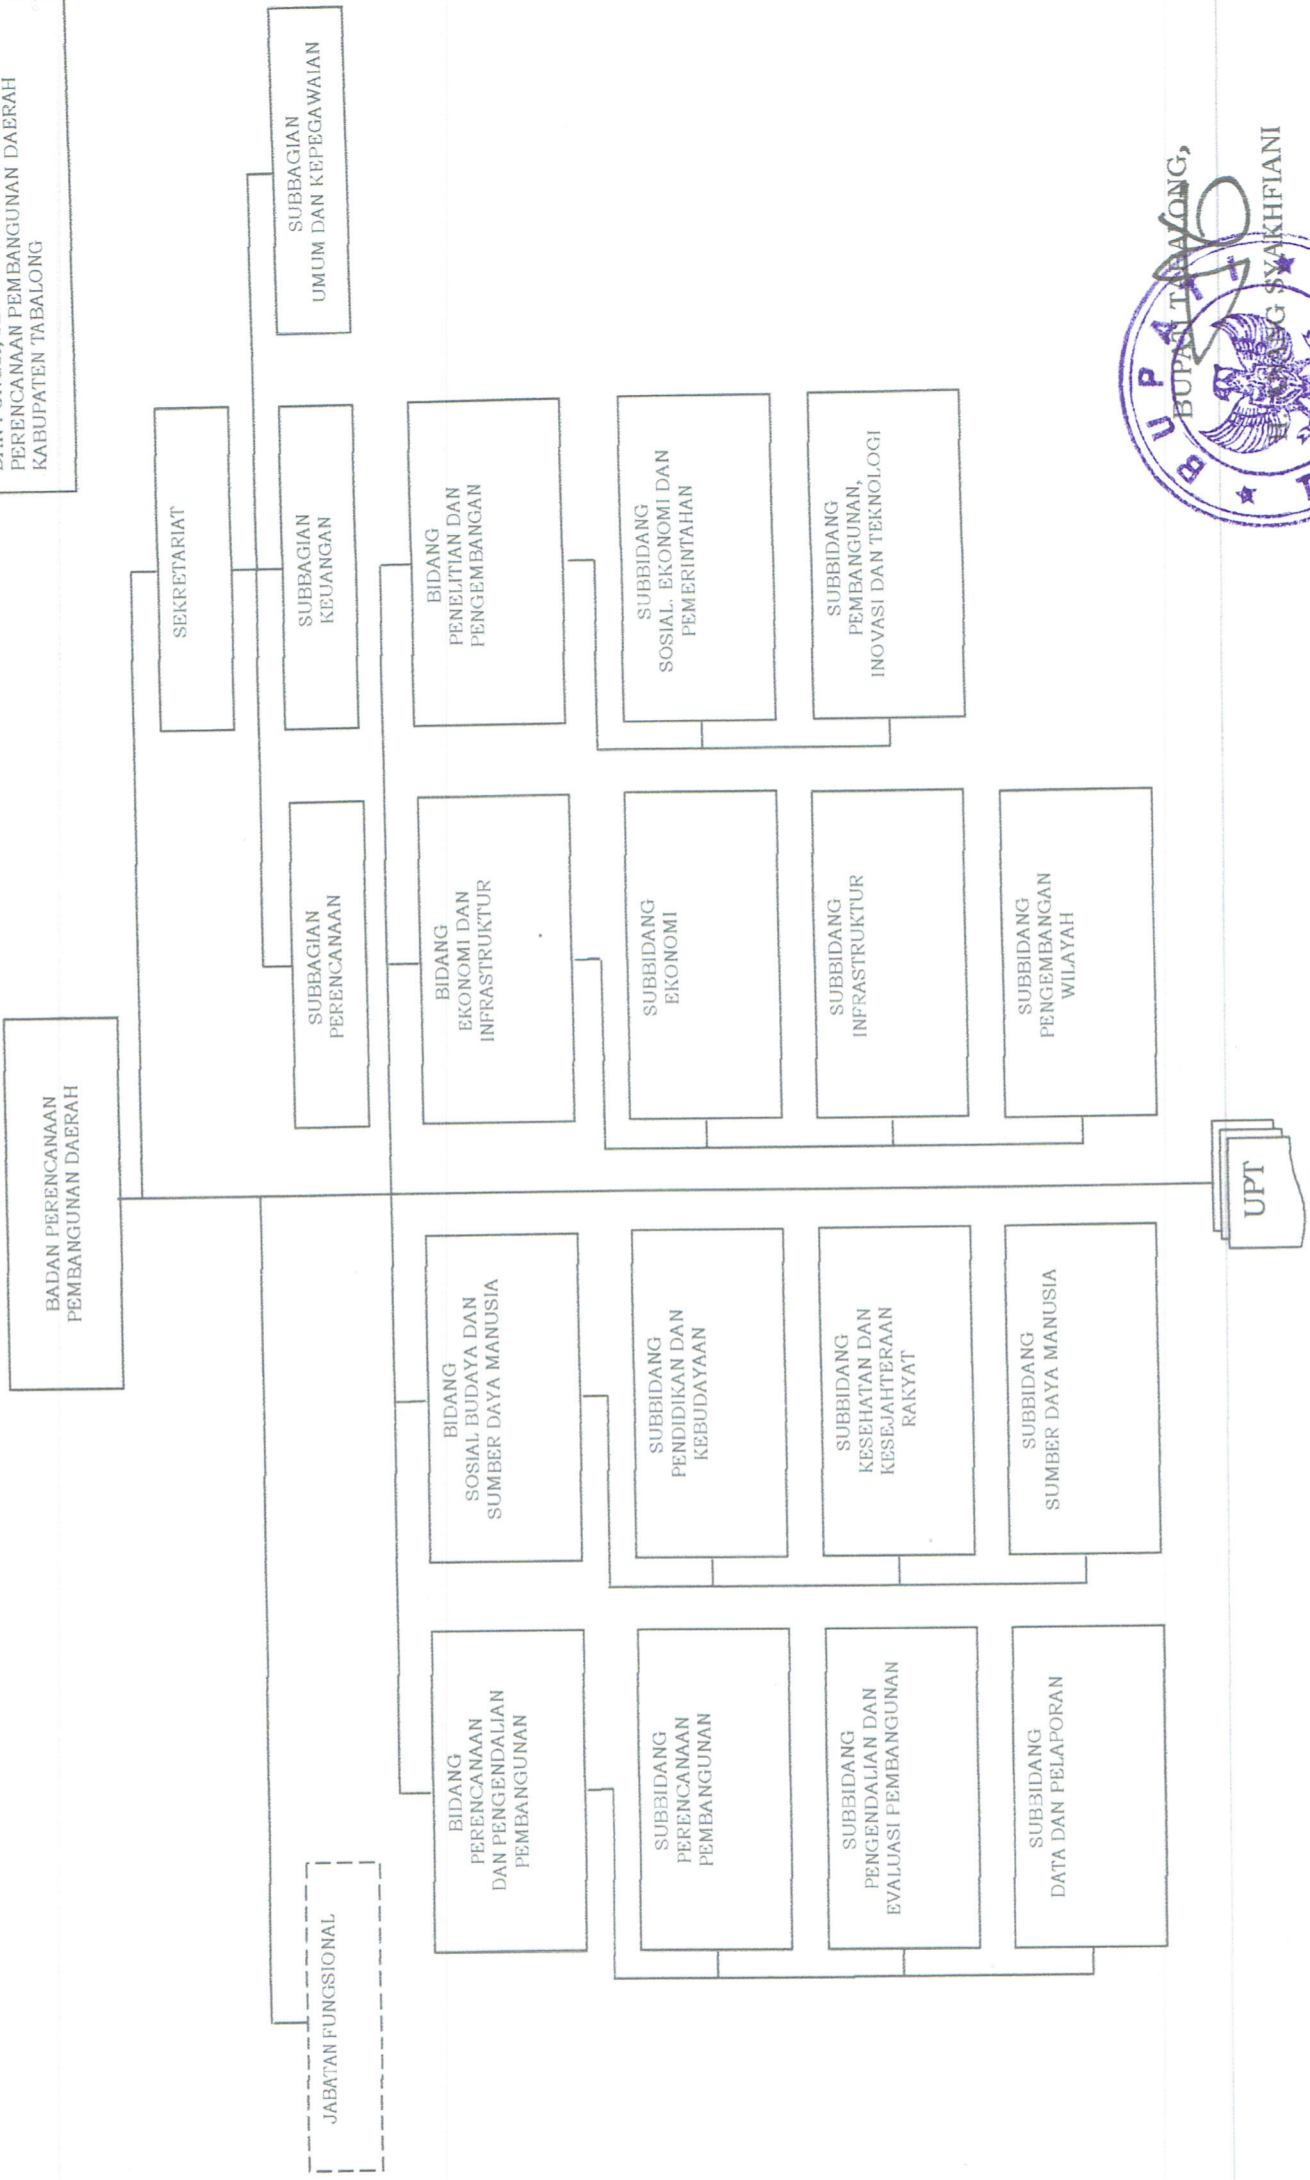 PERENCANAAN PEMBANGUNAN DAERAH
KABUPATEN TABALONG
BADAN PERENCANAAN
PEMBANGUNAN DAERAH
SEKRETARIAT
JABATAN FUNGSIONAL
SUBBAGIAN
PERENCANAAN
SUBBAGIAN
KEUANGAN
SUBBAGIAN
UMUM DAN KEPEGAWAIAN
BIDANG
PERENCANAAN
DAN PENGENDALIAN
PEMBANGUNAN
BIDANG
SOSIAL BUDAYA DAN
SUMBER DAYA MANUSIA
BIDANG
EKONOMI DAN
INFRASTRUKTUR
BIDANG
PENELITIAN DAN
PENGEMBANGAN
SUBBIDANG
PERENCANAAN
PEMBANGUNAN
SUBBIDANG
PENDIDIKAN DAN
KEBUDAYAAN
SUBBIDANG
EKONOMI
SUBBIDANG
SOSIAL. EKONOMI DAN
PEMERINTAHAN
SUBBIDANG
PENGENDALIAN DAN
EVALUASI PEMBANGUNAN
SUBBIDANG
KESEHATAN DAN
KESEJAHTERAAN
RAKYAT
SUBBIDANG
INFRASTRUKTUR
SUBBIDANG
PEMBANGUNAN,
INOVASI DAN TEKNOLOGI
SUBBIDANG
DATA DAN PELAPORAN
SUBBIDANG
SUMBER DAYA MANUSIA
SUBBIDANG
PENGEMBANGAN
WILAYAH
UPT
BUPATI TABALONG,
BUPATI
SYAKHFIANI